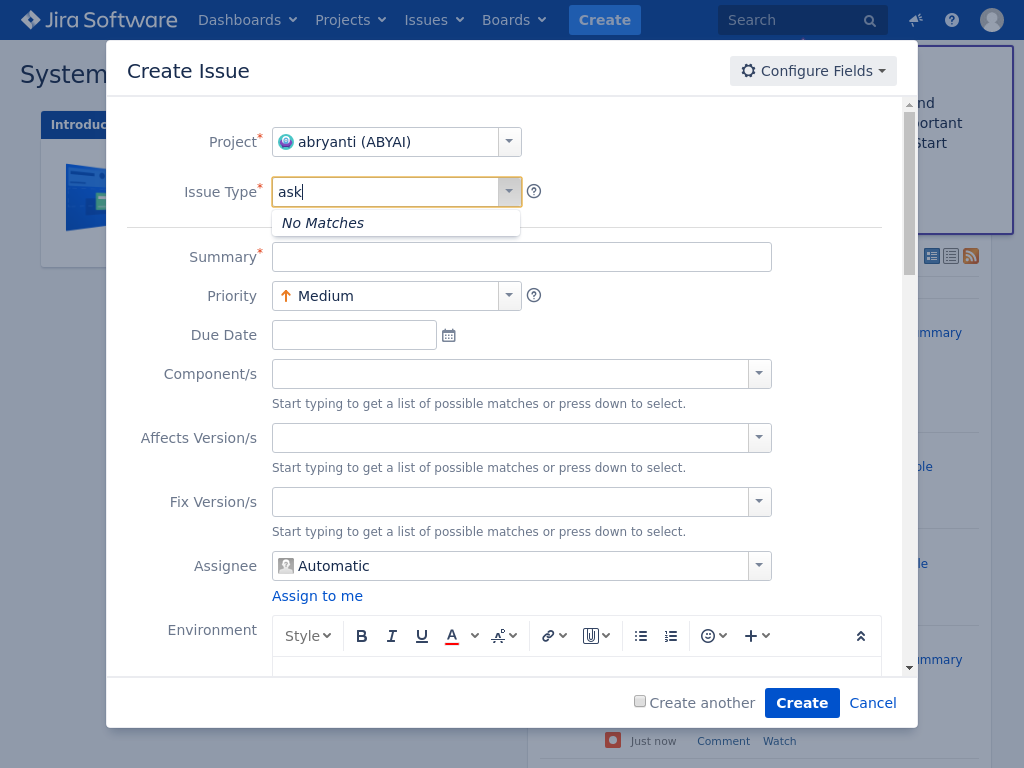 Jira Software Dashboards Projects Issues Boards Create Search
System
Introduc
nd
portant
Start
Create Issue
Configure Fields
Project* abryanti (ABYAI)
Issue Type* ask
No Matches
Summary*
Priority Medium
Due Date
mmary
Component/s
Start typing to get a list of possible matches or press down to select.
Affects Version/s
Start typing to get a list of possible matches or press down to select.
ple
Fix Version/s
Start typing to get a list of possible matches or press down to select.
Assignee Automatic
le
Assign to me
Environment
Style B I U A
mmary
Create another Create Cancel
Just now Comment Watch